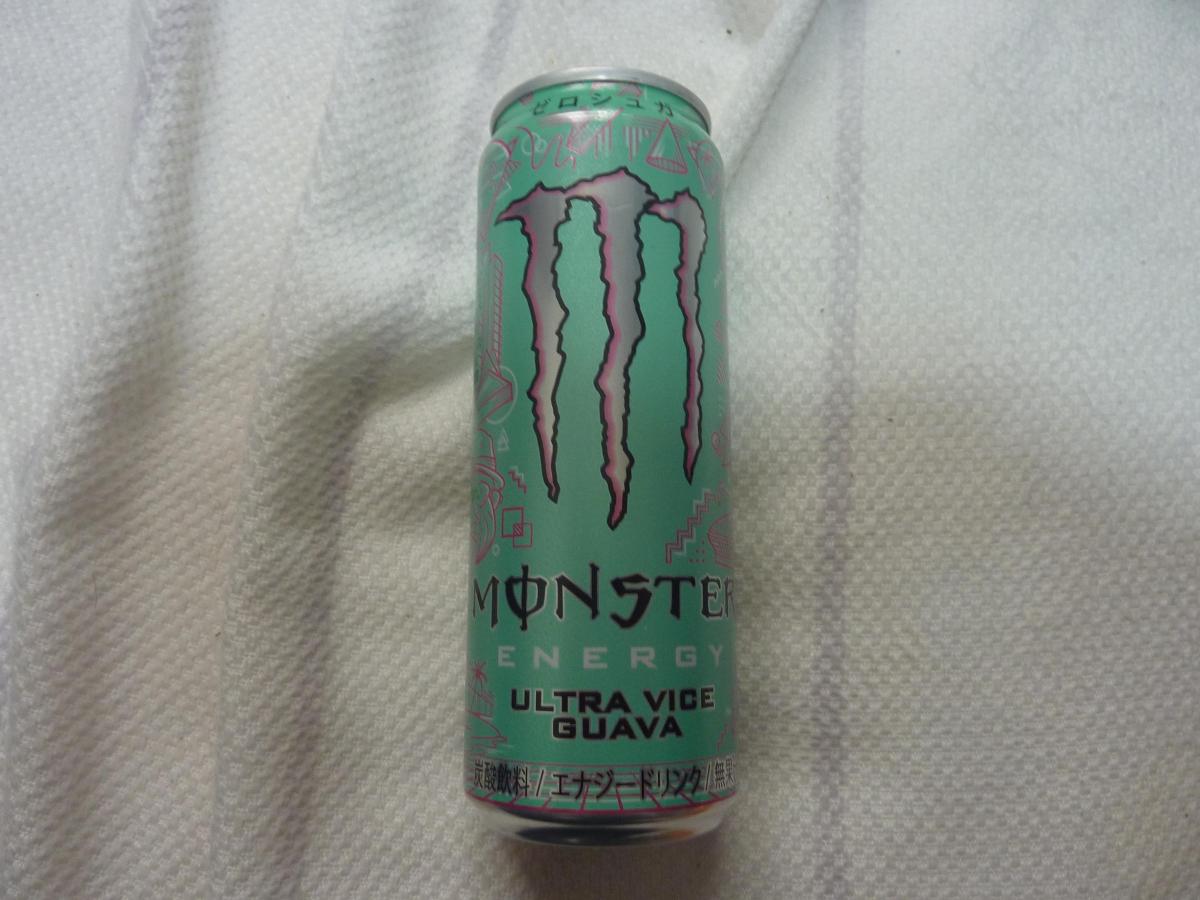 ゼロシュガ
MONSTER
ENERGY
ULTRA VICE
GUAVA
炭酸飲料 / エナジードリンク / 無果